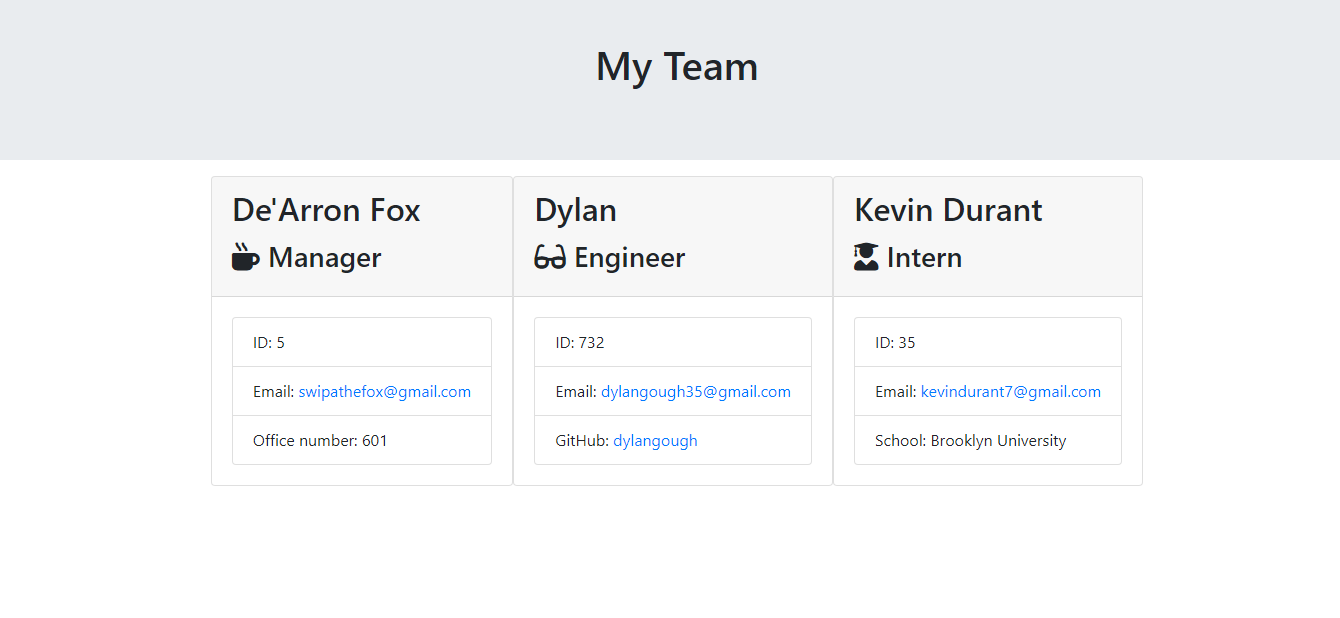 My Team
De'Arron Fox
Manager
ID: 5
Email: swipathefox@gmail.com
Office number: 601
Dylan
Engineer
ID: 732
Email: dylangough35@gmail.com
GitHub: dylangough
Kevin Durant
Intern
ID: 35
Email: kevindurant7@gmail.com
School: Brooklyn University